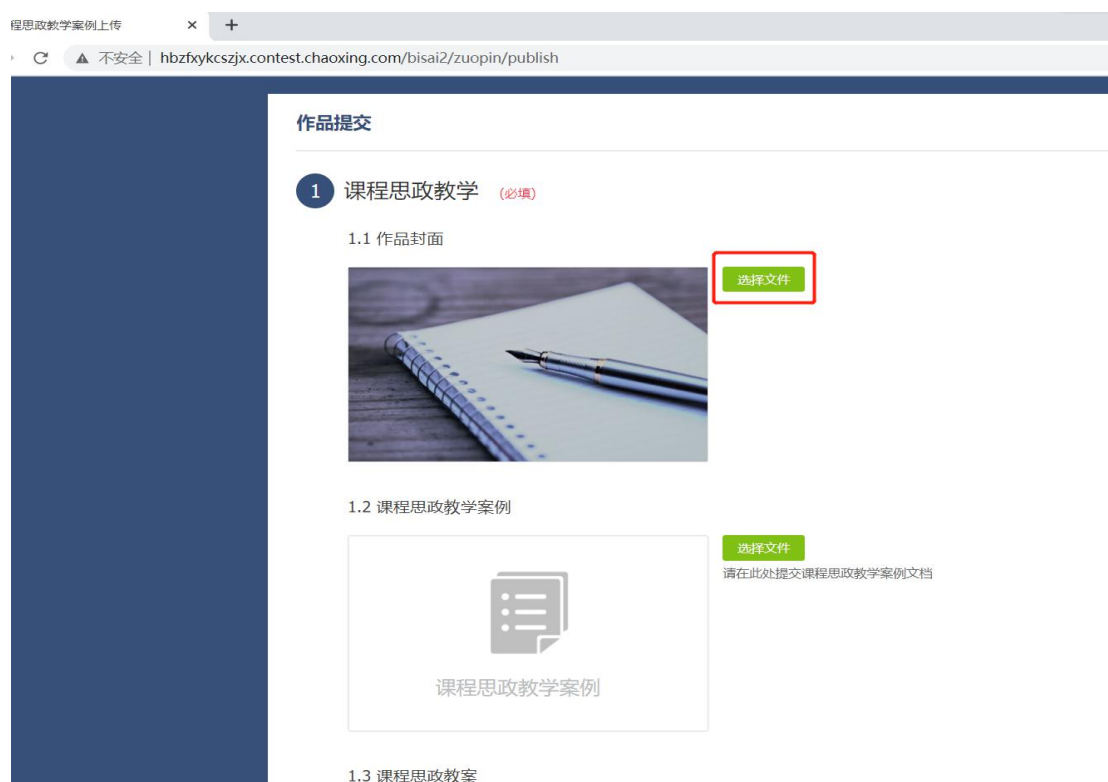 程思政教学案例上传
不安全 | hbzfxykcszjx.contest.chaoxing.com/bisai2/zuopin/publish
作品提交
1 课程思政教学 (必填)
1.1 作品封面
选择文件
1.2 课程思政教学案例
选择文件
请在此处提交课程思政教学案例文档
课程思政教学案例
1.3 课程思政教案